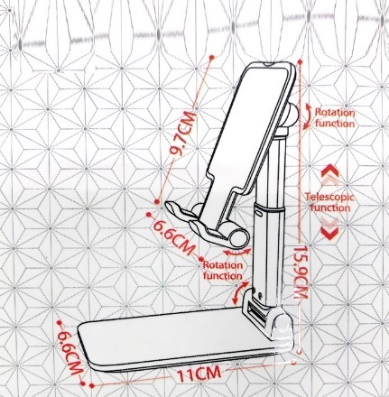 Rotation
function
9.7CM
Telescopic
function
6.6CM
15.9CM
Rotation
function
6.6CM
11CM